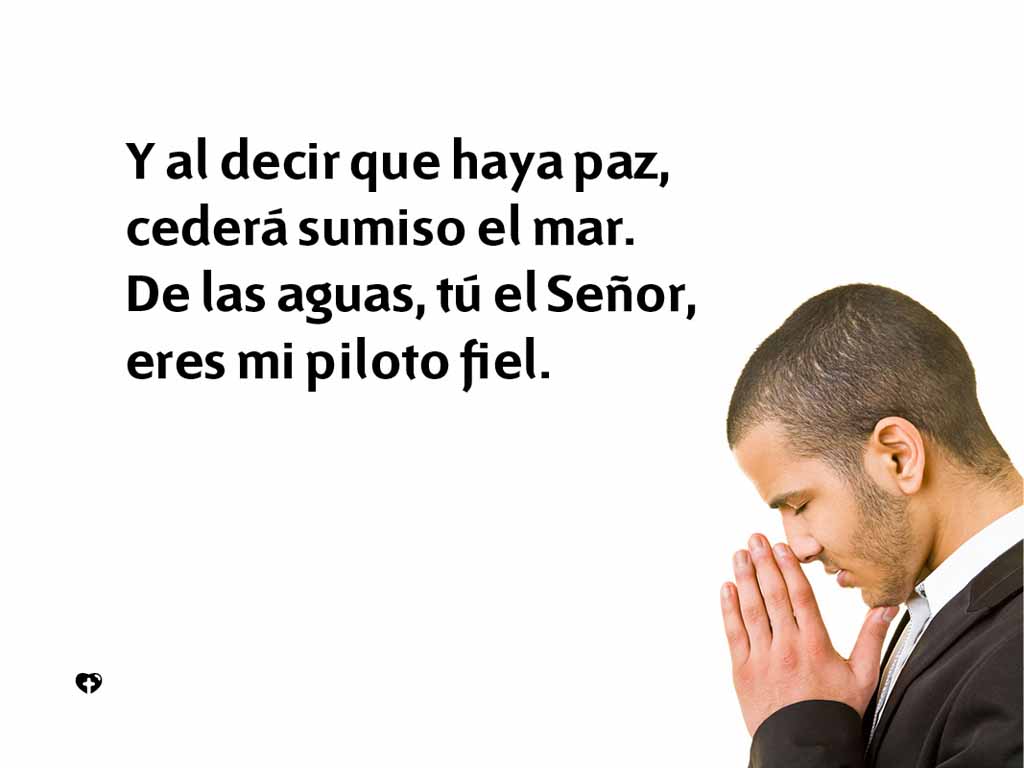 Y al decir que haya paz,
cederá sumiso el mar.
De las aguas, tú el Señor,
eres mi piloto fiel.